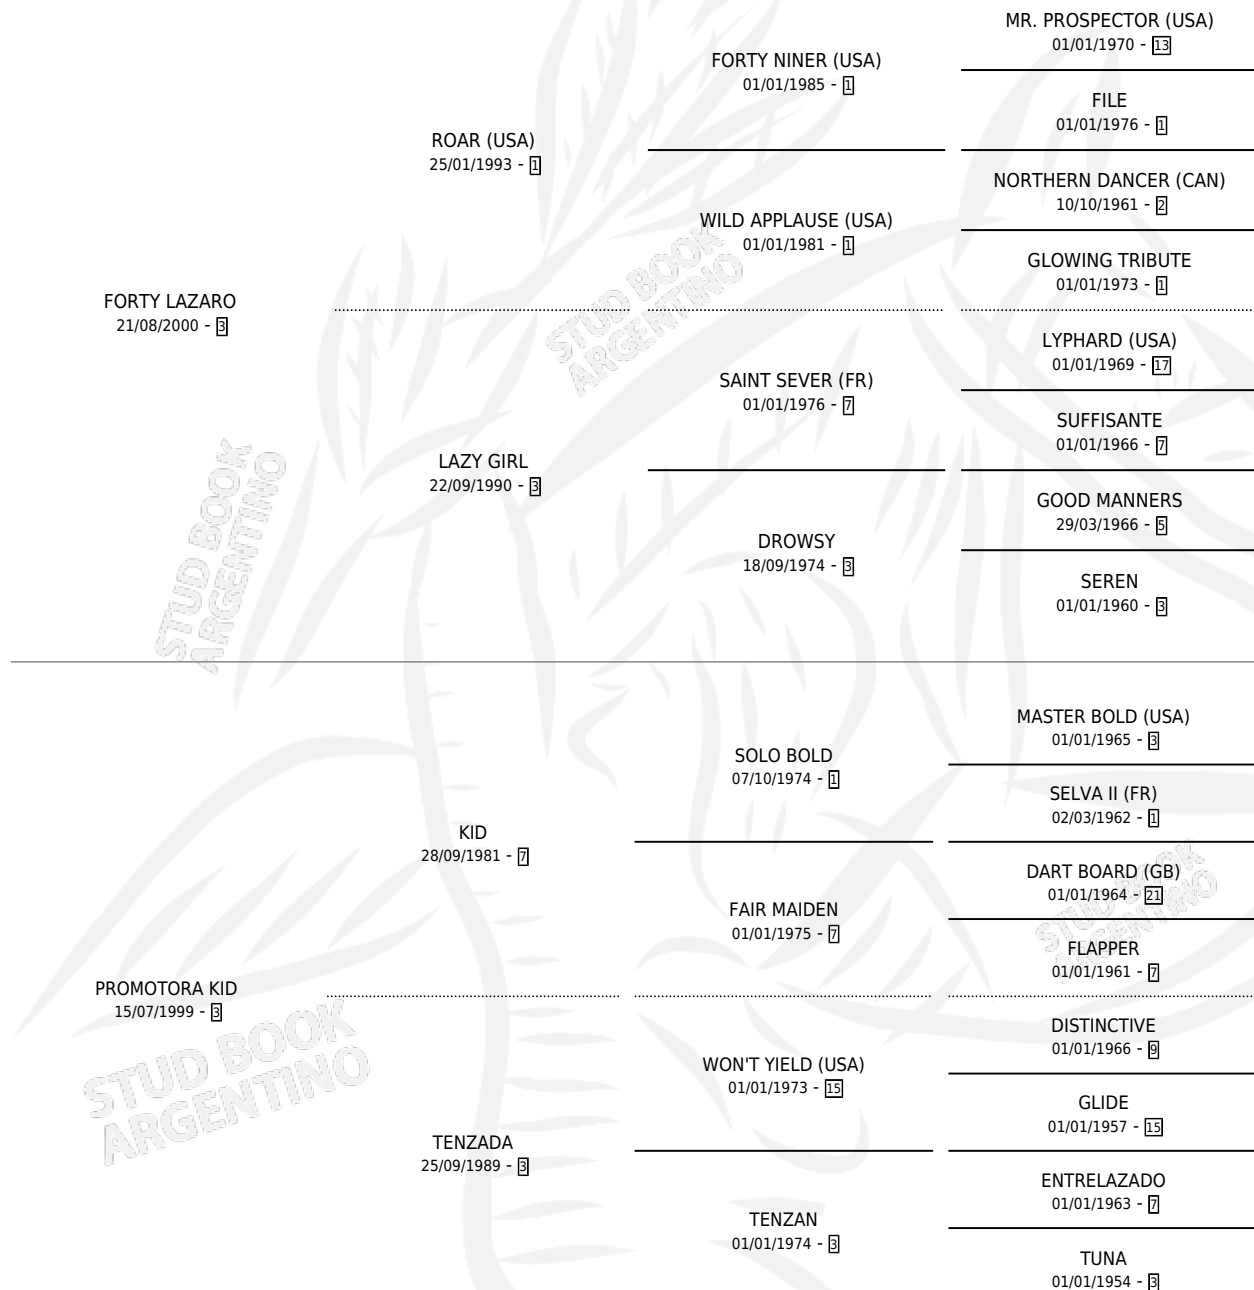 FORTY LAZARO
21/08/2000 - 3
ROAR (USA)
25/01/1993 - 1
LAZY GIRL
22/09/1990 - 3
FORTY NINER (USA)
01/01/1985 - 1
WILD APPLAUSE (USA)
01/01/1981 - 1
SAINT SEVER (FR)
01/01/1976 - 7
DROWSY
18/09/1974 - 3
MR. PROSPECTOR (USA)
01/01/1970 - 13
FILE
01/01/1976 - 1
NORTHERN DANCER (CAN)
10/10/1961 - 2
GLOWING TRIBUTE
01/01/1973 - 1
LYPHARD (USA)
01/01/1969 - 17
SUFFISANTE
01/01/1966 - 7
GOOD MANNERS
29/03/1966 - 5
SEREN
01/01/1960 - 3
PROMOTORA KID
15/07/1999 - 3
KID
28/09/1981 - 7
TENZADA
25/09/1989 - 3
SOLO BOLD
07/10/1974 - 1
FAIR MAIDEN
01/01/1975 - 7
WON'T YIELD (USA)
01/01/1973 - 15
TENZAN
01/01/1974 - 3
MASTER BOLD (USA)
01/01/1965 - 3
SELVA II (FR)
02/03/1962 - 1
DART BOARD (GB)
01/01/1964 - 21
FLAPPER
01/01/1961 - 7
DISTINCTIVE
01/01/1966 - 9
GLIDE
01/01/1957 - 15
ENTRELAZADO
01/01/1963 - 7
TUNA
01/01/1954 - 3
STUD BOOK
ARGENTINO
STUD BOOK
ARGENTINO
STUD BOOK
ARGENTINO
STUD BOOK
ARGENTINO